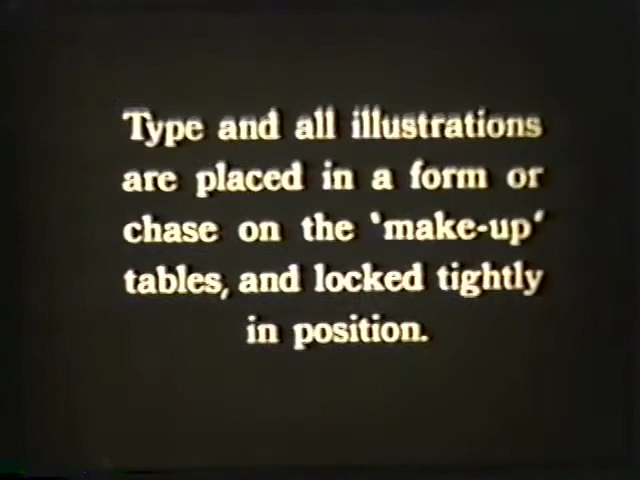 Type and all illustrations
are placed in a form or
chase on the ‘make-up‘
tables, and locked tightly
in position.